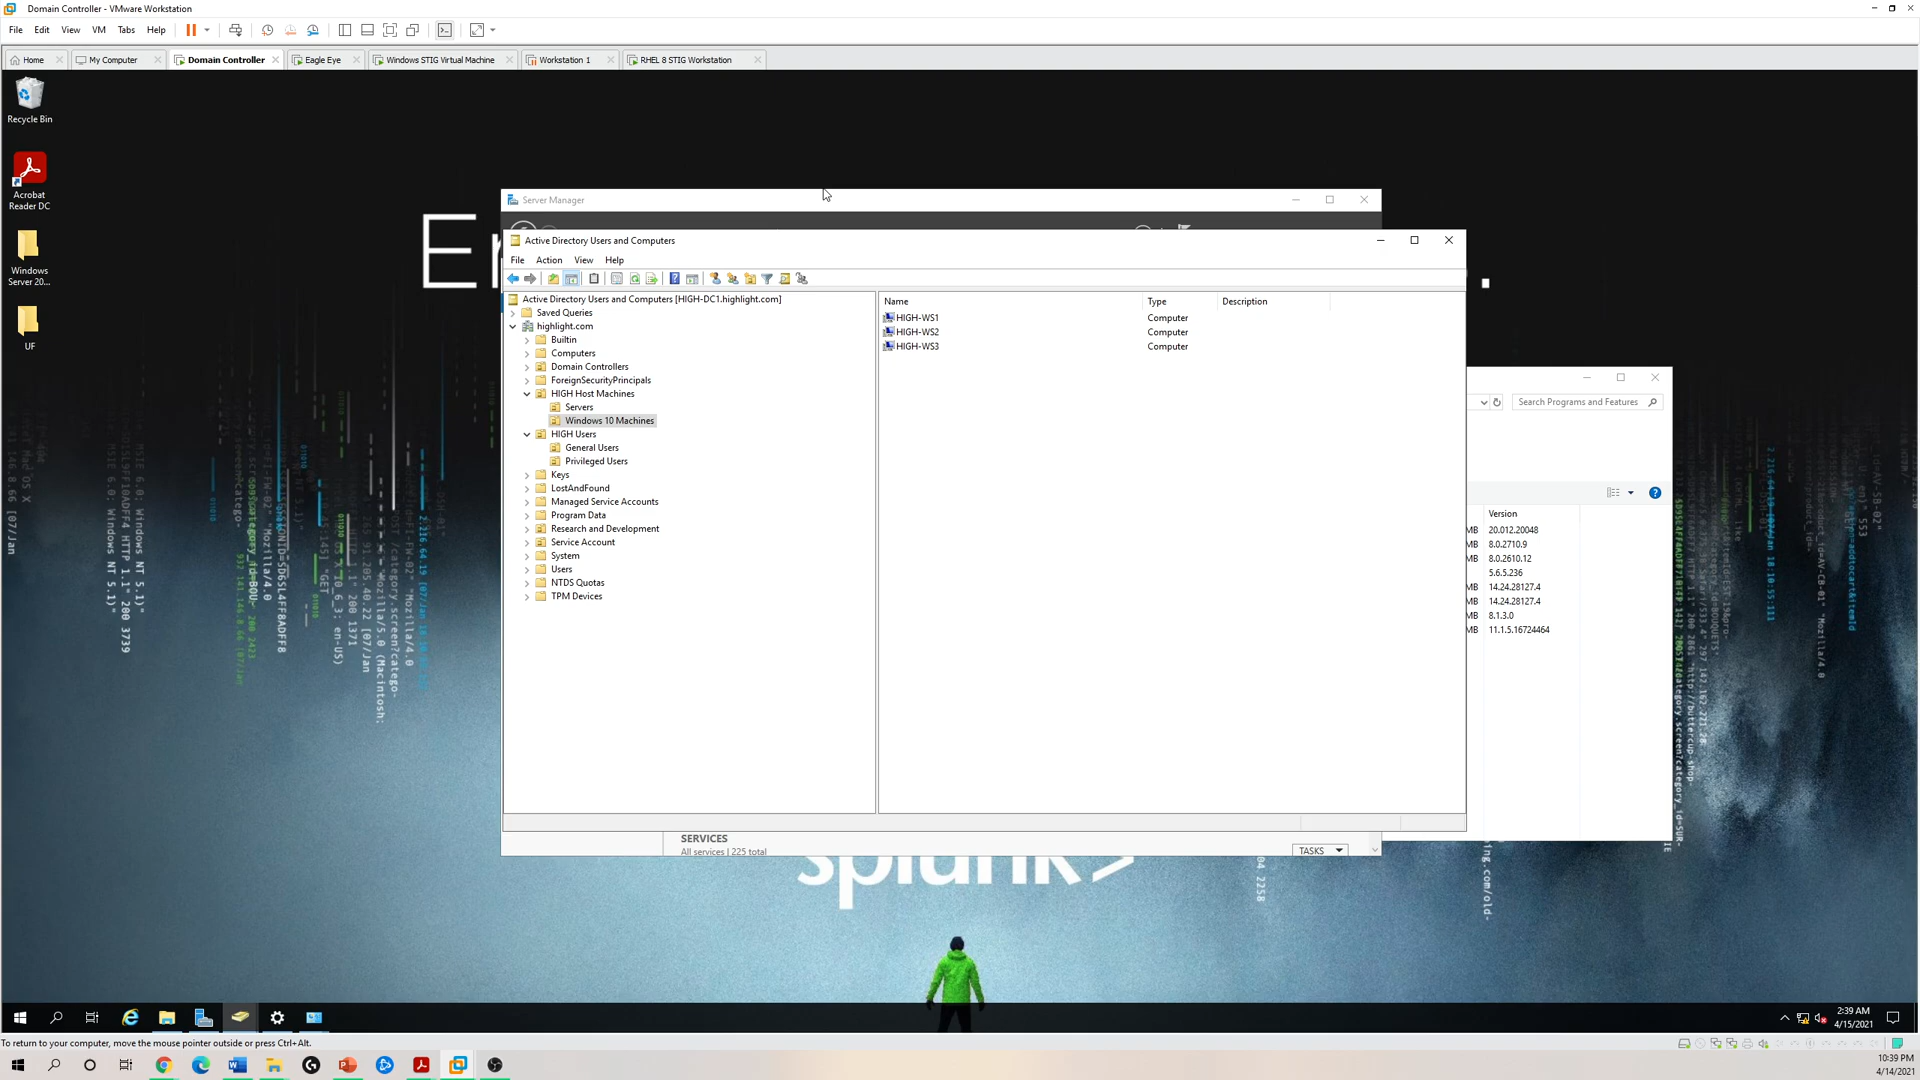 Domain Controller - VMware Workstation
File Edit View VM Tabs Help
Home My Computer Domain Controller Eagle Eye Windows STIG Virtual Machine Workstation 1 RHEL 8 STIG Workstation
Recycle Bin
Acrobat
Reader DC
Windows
Server 20...
UF
Server Manager
Active Directory Users and Computers
File Action View Help
Active Directory Users and Computers [HIGH-DC1.highlight.com]
Saved Queries
highlight.com
Builtin
Computers
Domain Controllers
ForeignSecurityPrincipals
HIGH Host Machines
Servers
Windows 10 Machines
HIGH Users
General Users
Privileged Users
Keys
LostAndFound
Managed Service Accounts
Program Data
Research and Development
Service Account
System
Users
NTDS Quotas
TPM Devices
Name Type Description
HIGH-WS1 Computer
HIGH-WS2 Computer
HIGH-WS3 Computer
Search Programs and Features
Version
MB 20.012.20048
MB 8.0.2710.9
MB 8.0.2610.12
5.6.5.236
MB 14.24.28127.4
MB 14.24.28127.4
MB 8.1.3.0
MB 11.1.5.16724464
SERVICES
All services | 225 total
TASKS
splunk>
2:39 AM
4/15/2021
To return to your computer, move the mouse pointer outside or press Ctrl+Alt.
10:39 PM
4/14/2021